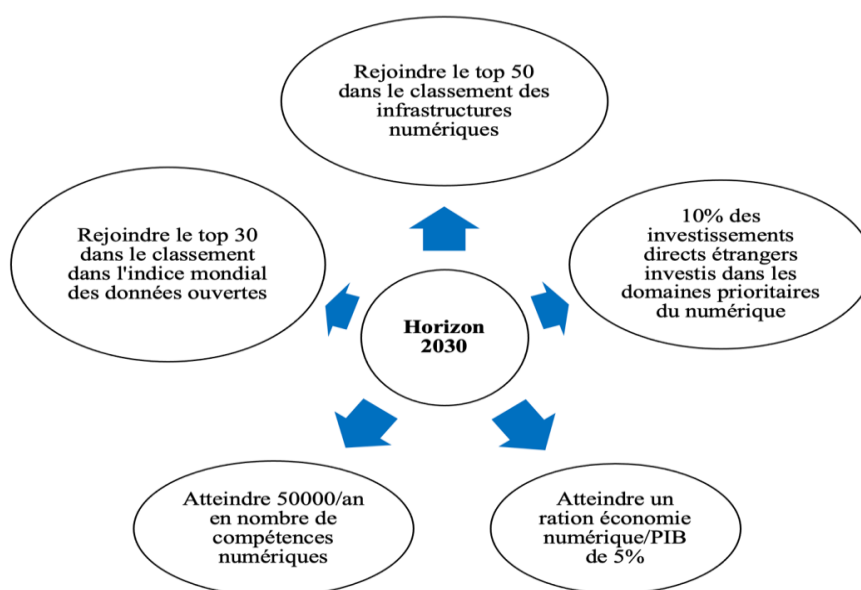 Rejoindre le top 50
dans le classement des
infrastructures
numériques
Rejoindre le top 30
dans le classement
dans l'indice mondial
des données ouvertes
10% des
investissements
directs étrangers
investis dans les
domaines prioritaires
du numérique
Horizon
2030
Atteindre 50000/an
en nombre de
compétences
numériques
Atteindre un
ration économie
numérique/PIB
de 5%